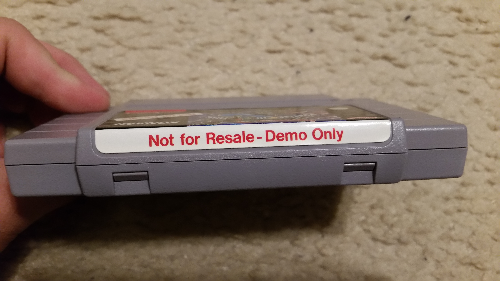 Not for Resale - Demo Only